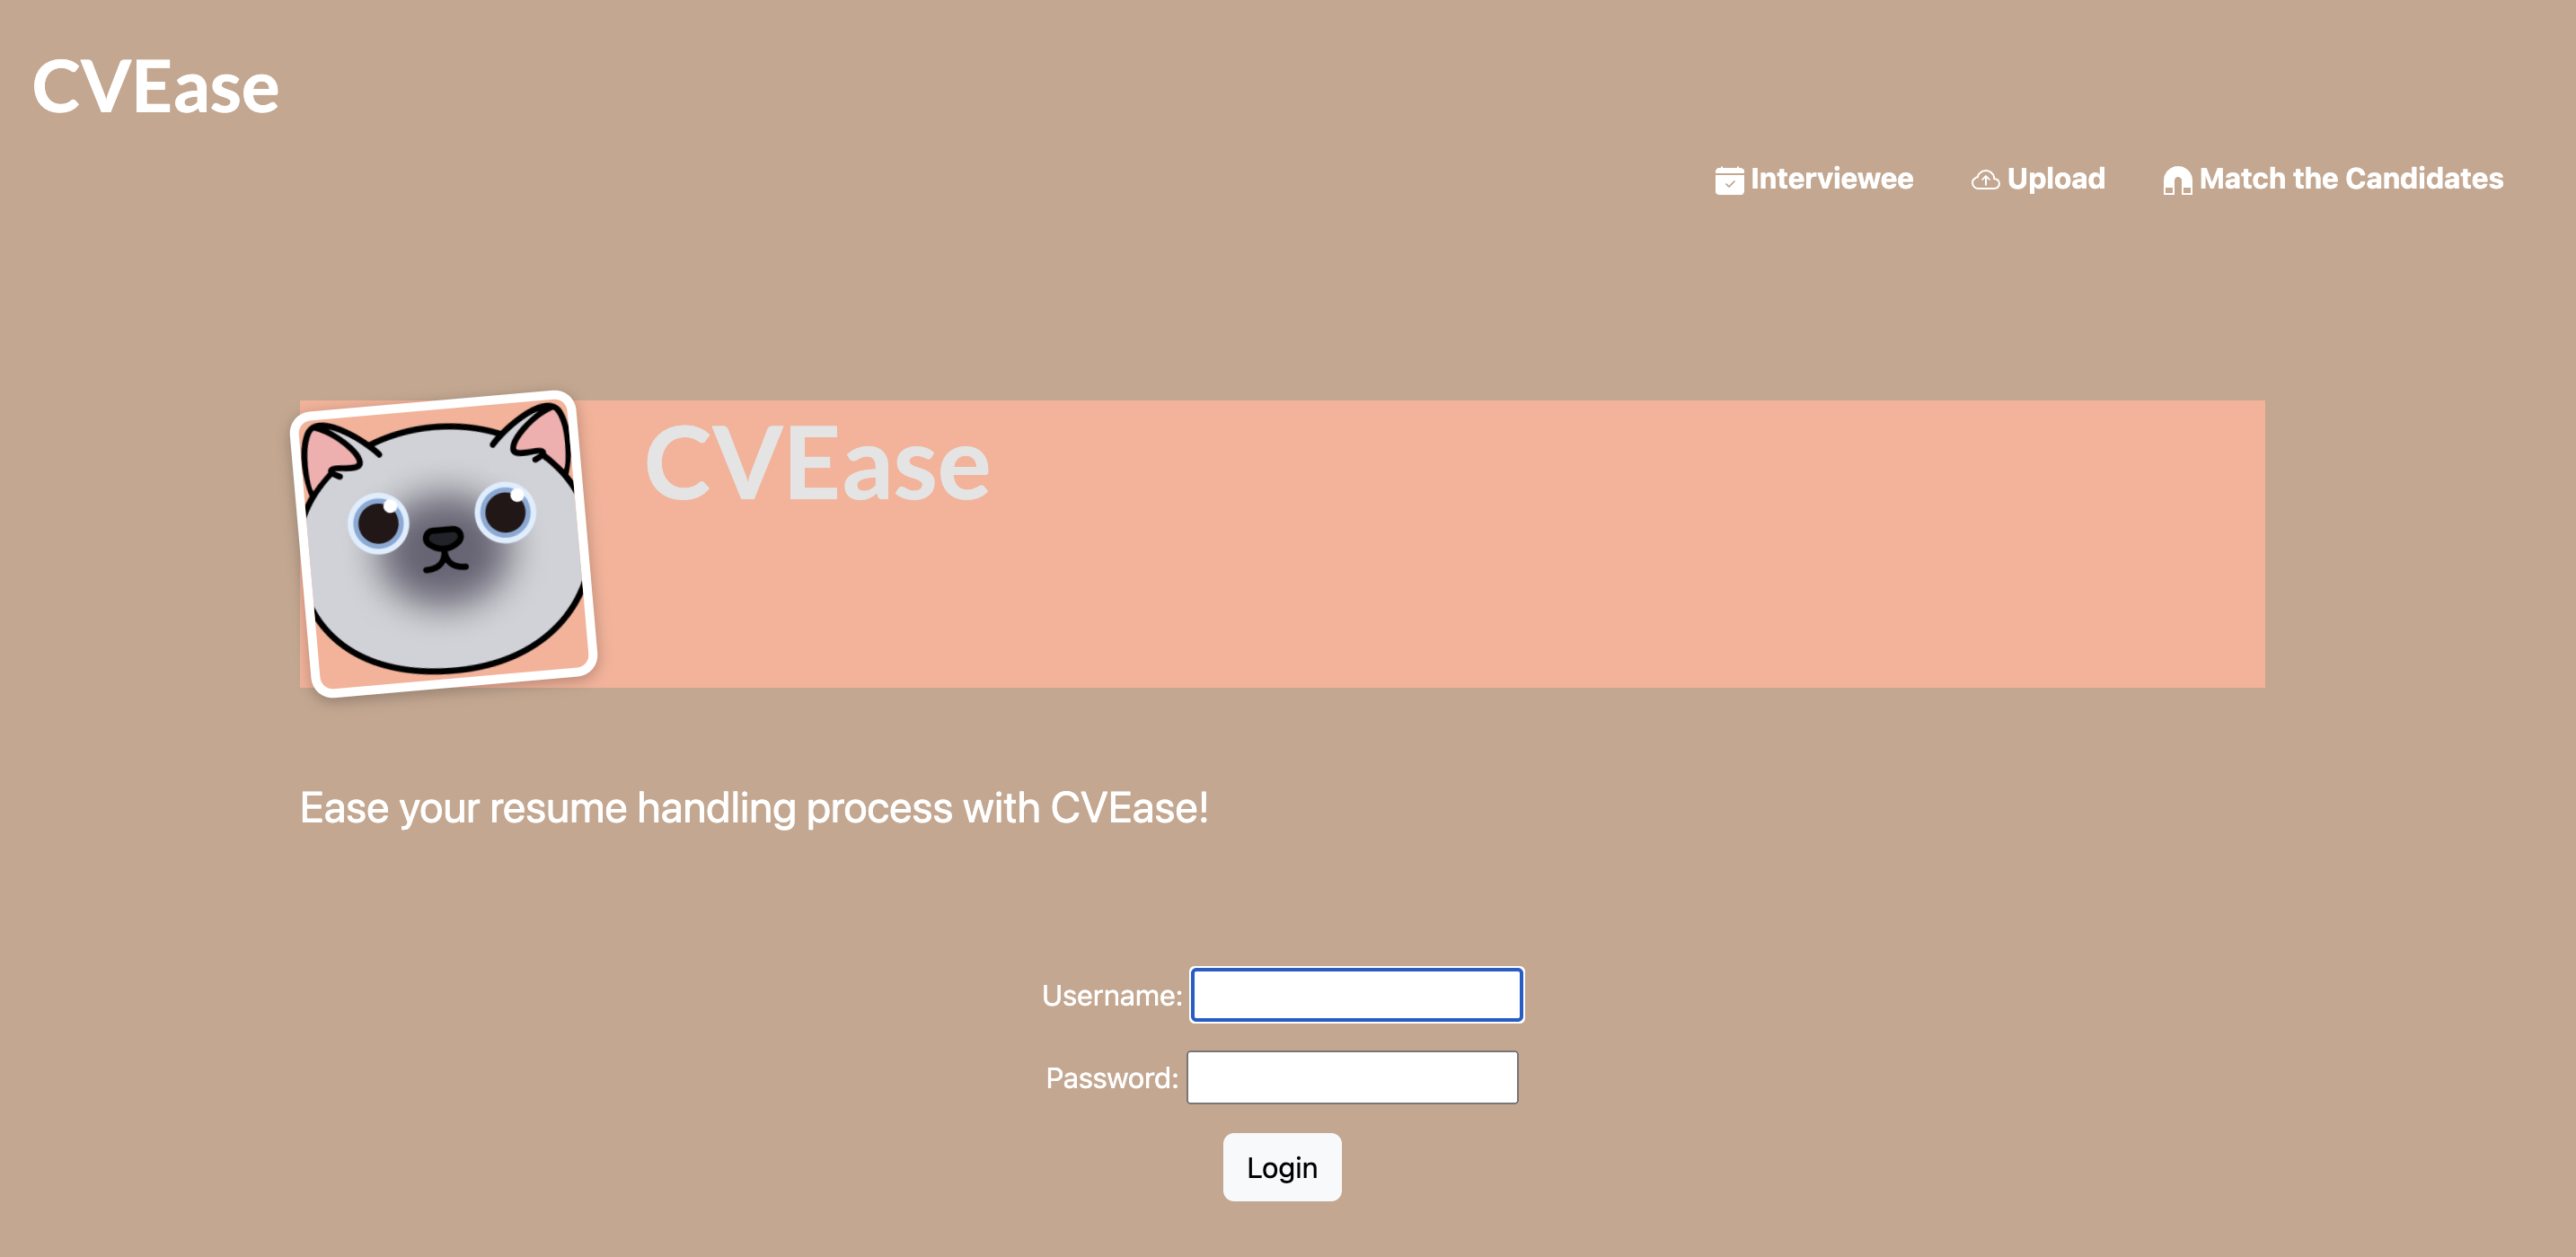 CVEase
Interviewee Upload Match the Candidates
CVEase
Ease your resume handling process with CVEase!
Username:
Password:
Login